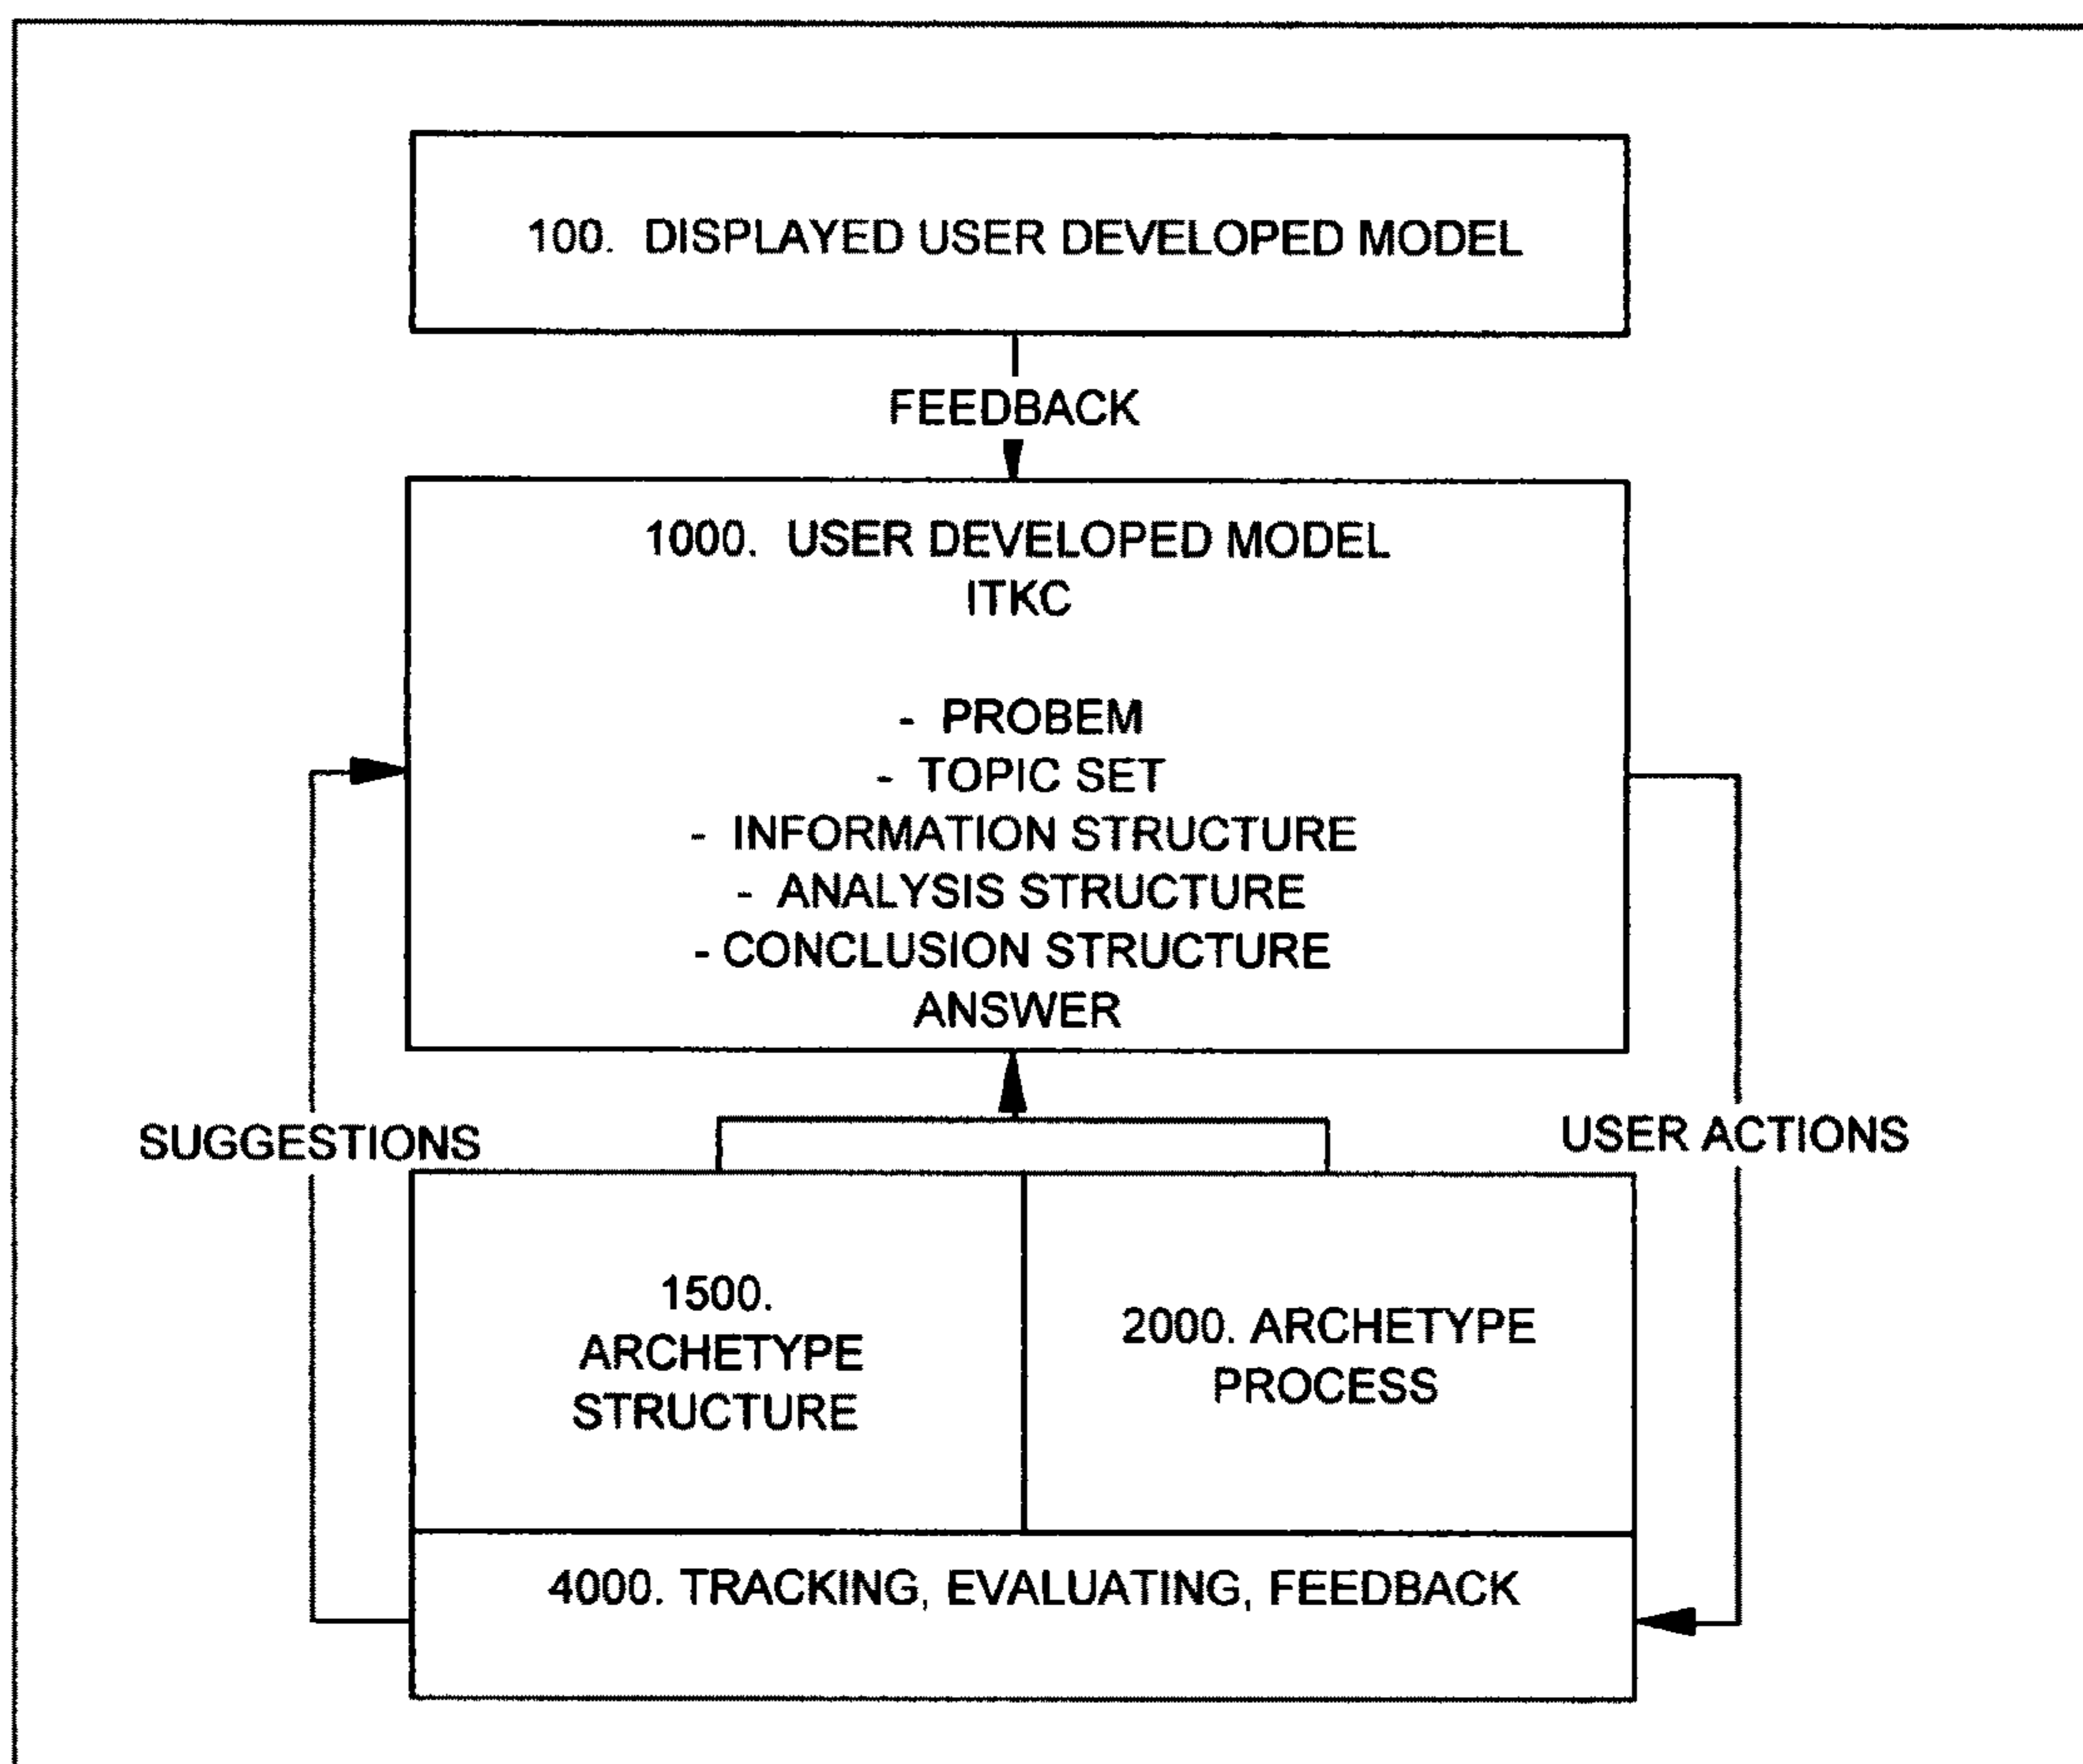 100. DISPLAYED USER DEVELOPED MODEL
FEEDBACK
1000. USER DEVELOPED MODEL
ITKC
- PROBEM
- TOPIC SET
- INFORMATION STRUCTURE
- ANALYSIS STRUCTURE
- CONCLUSION STRUCTURE
ANSWER
SUGGESTIONS
USER ACTIONS
1500.
ARCHETYPE
STRUCTURE
2000. ARCHETYPE
PROCESS
4000. TRACKING, EVALUATING, FEEDBACK